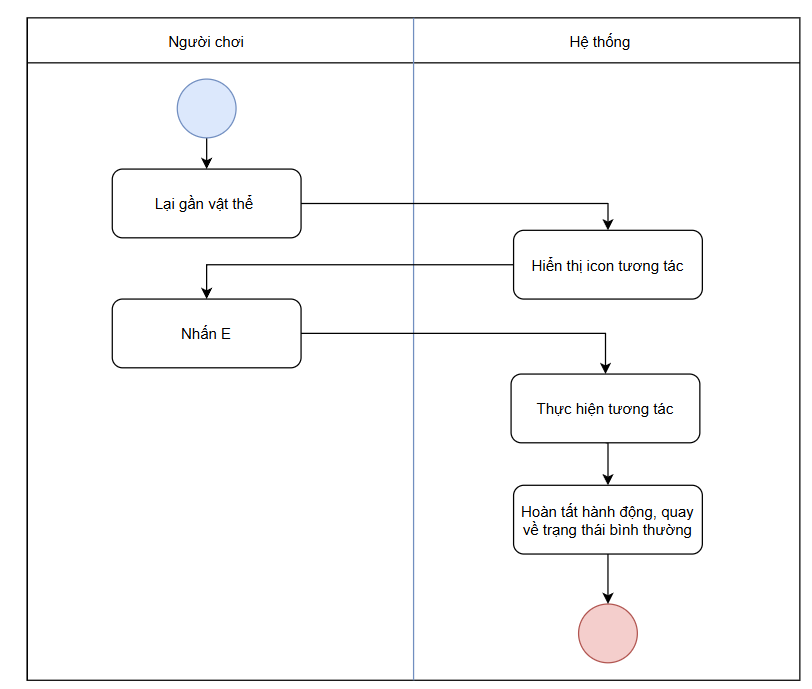 Người chơi
Hệ thống
Lại gần vật thể
Hiển thị icon tương tác
Nhấn E
Thực hiện tương tác
Hoàn tất hành động, quay
về trạng thái bình thường